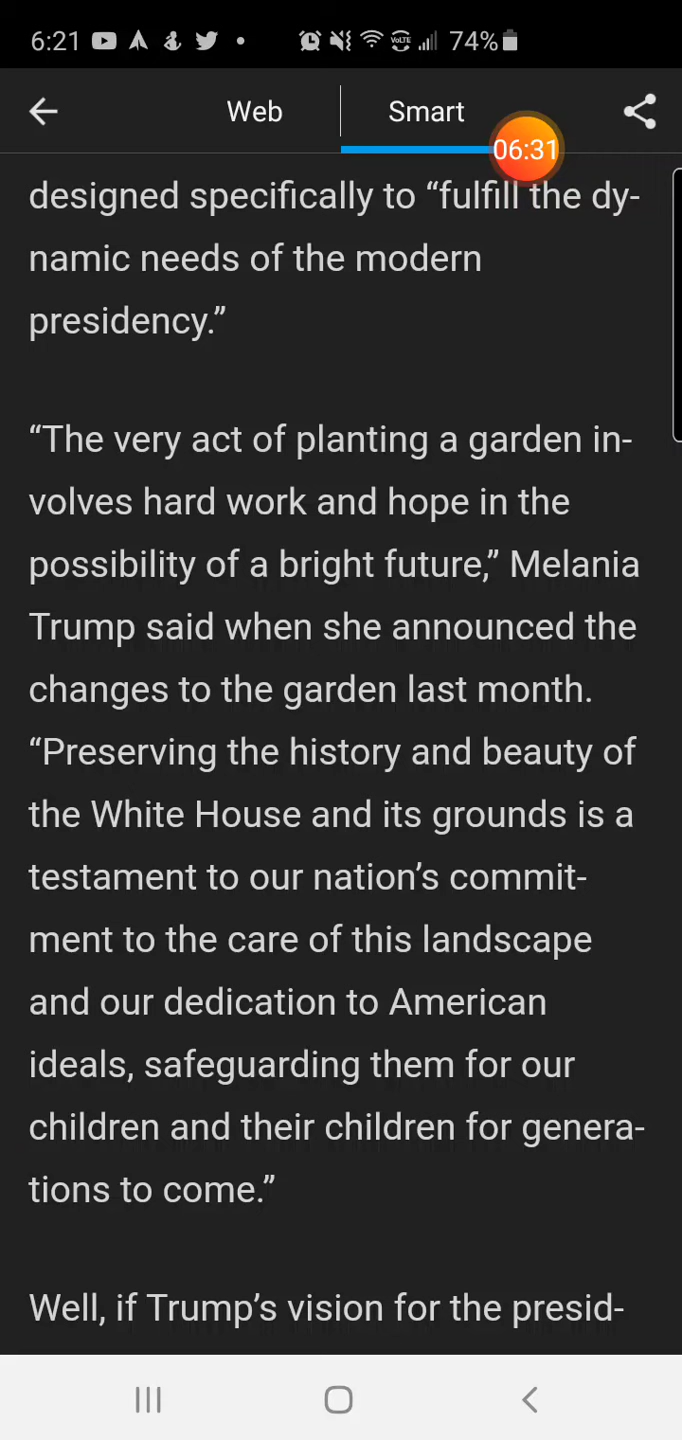 6:21 VoLTE 74%
Web Smart
06:31
designed specifically to “fulfill the dy-
namic needs of the modern
presidency.”
“The very act of planting a garden in-
volves hard work and hope in the
possibility of a bright future,” Melania
Trump said when she announced the
changes to the garden last month.
“Preserving the history and beauty of
the White House and its grounds is a
testament to our nation’s commit-
ment to the care of this landscape
and our dedication to American
ideals, safeguarding them for our
children and their children for genera-
tions to come.”
Well, if Trump’s vision for the presid-